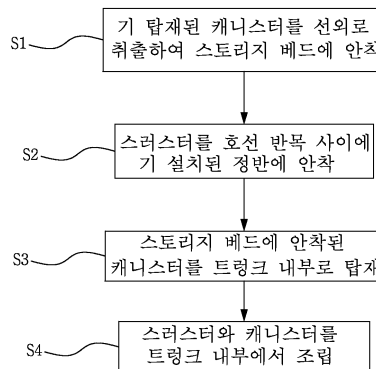 S1
기 탑재된 캐니스터를 선외로
취출하여 스토리지 베드에 안착
S2
스러스터를 호선 반목 사이에
기 설치된 정반에 안착
S3
스토리지 베드에 안착된
캐니스터를 트렁크 내부로 탑재
S4
스러스터와 캐니스터를
트렁크 내부에서 조립